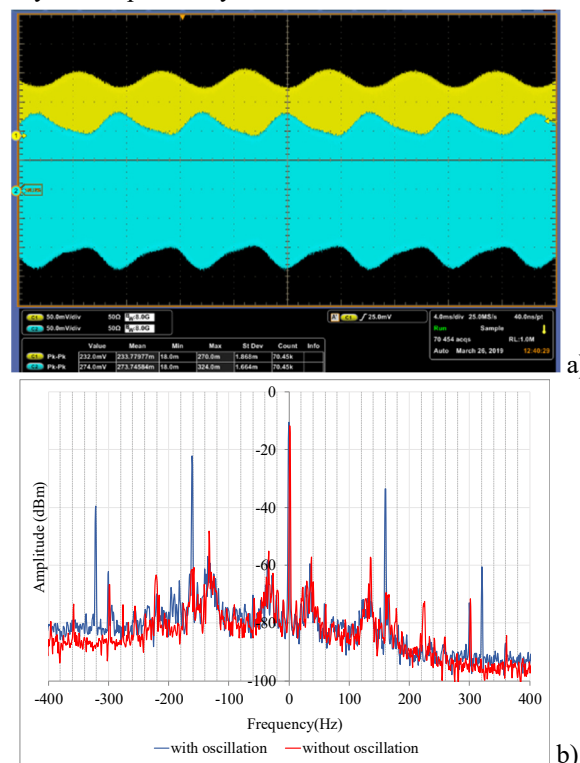 1
2
C1 50.0mV/div 50Ω BW:8.0G
C2 50.0mV/div 50Ω BW:8.0G
A' C1 25.0mV
4.0ms/div 25.0MS/s 40.0ns/pt
Run Sample
70 454 acqs RL:1.0M
Auto March 26, 2019 12:40:29
Value Mean Min Max St Dev Count Info
C1 Pk-Pk 232.0mV 233.77977m 18.0m 270.0m 1.868m 70.45k
C2 Pk-Pk 274.0mV 273.74584m 18.0m 324.0m 1.664m 70.45k
a)
0
-20
-40
-60
-80
-100
Amplitude (dBm)
-400 -300 -200 -100 0 100 200 300 400
Frequency(Hz)
with oscillation without oscillation
b)